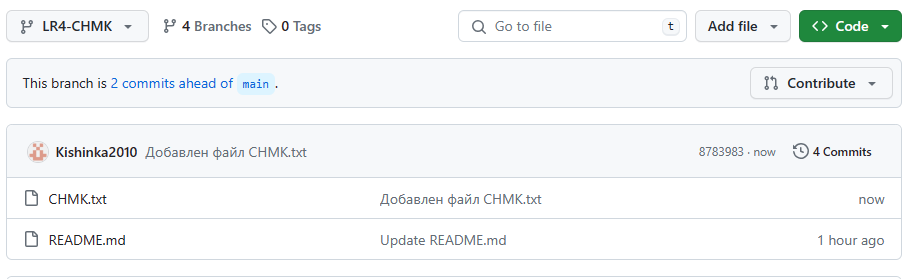 LR4-CHMK 4 Branches 0 Tags Go to file t Add file Code
This branch is 2 commits ahead of main . Contribute
Kishinka2010 Добавлен файл CHMK.txt 8783983 · now 4 Commits
CHMK.txt Добавлен файл CHMK.txt now
README.md Update README.md 1 hour ago